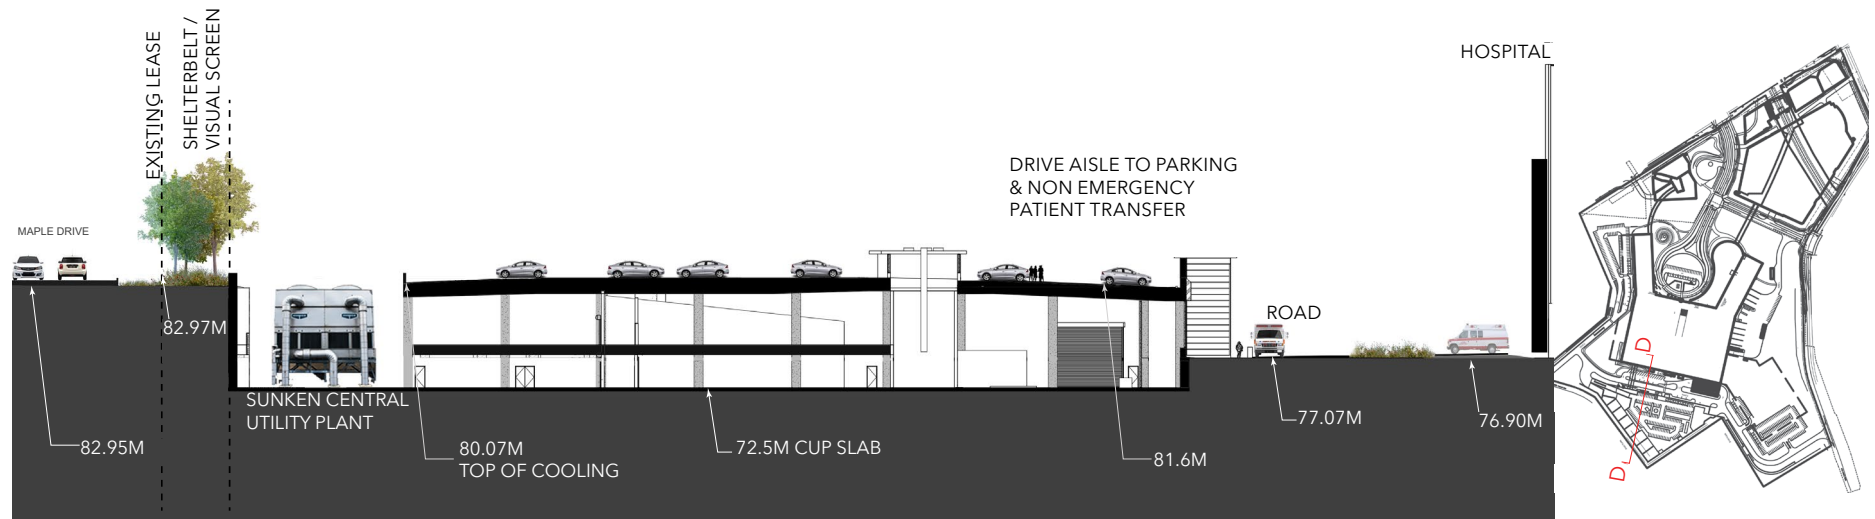 EXISTING LEASE
SHELTERBELT /
VISUAL SCREEN
HOSPITAL
DRIVE AISLE TO PARKING
& NON EMERGENCY
PATIENT TRANSFER
MAPLE DRIVE
82.97M
ROAD
SUNKEN CENTRAL
UTILITY PLANT
82.95M
80.07M
TOP OF COOLING
72.5M CUP SLAB
81.6M
77.07M
76.90M
D
D